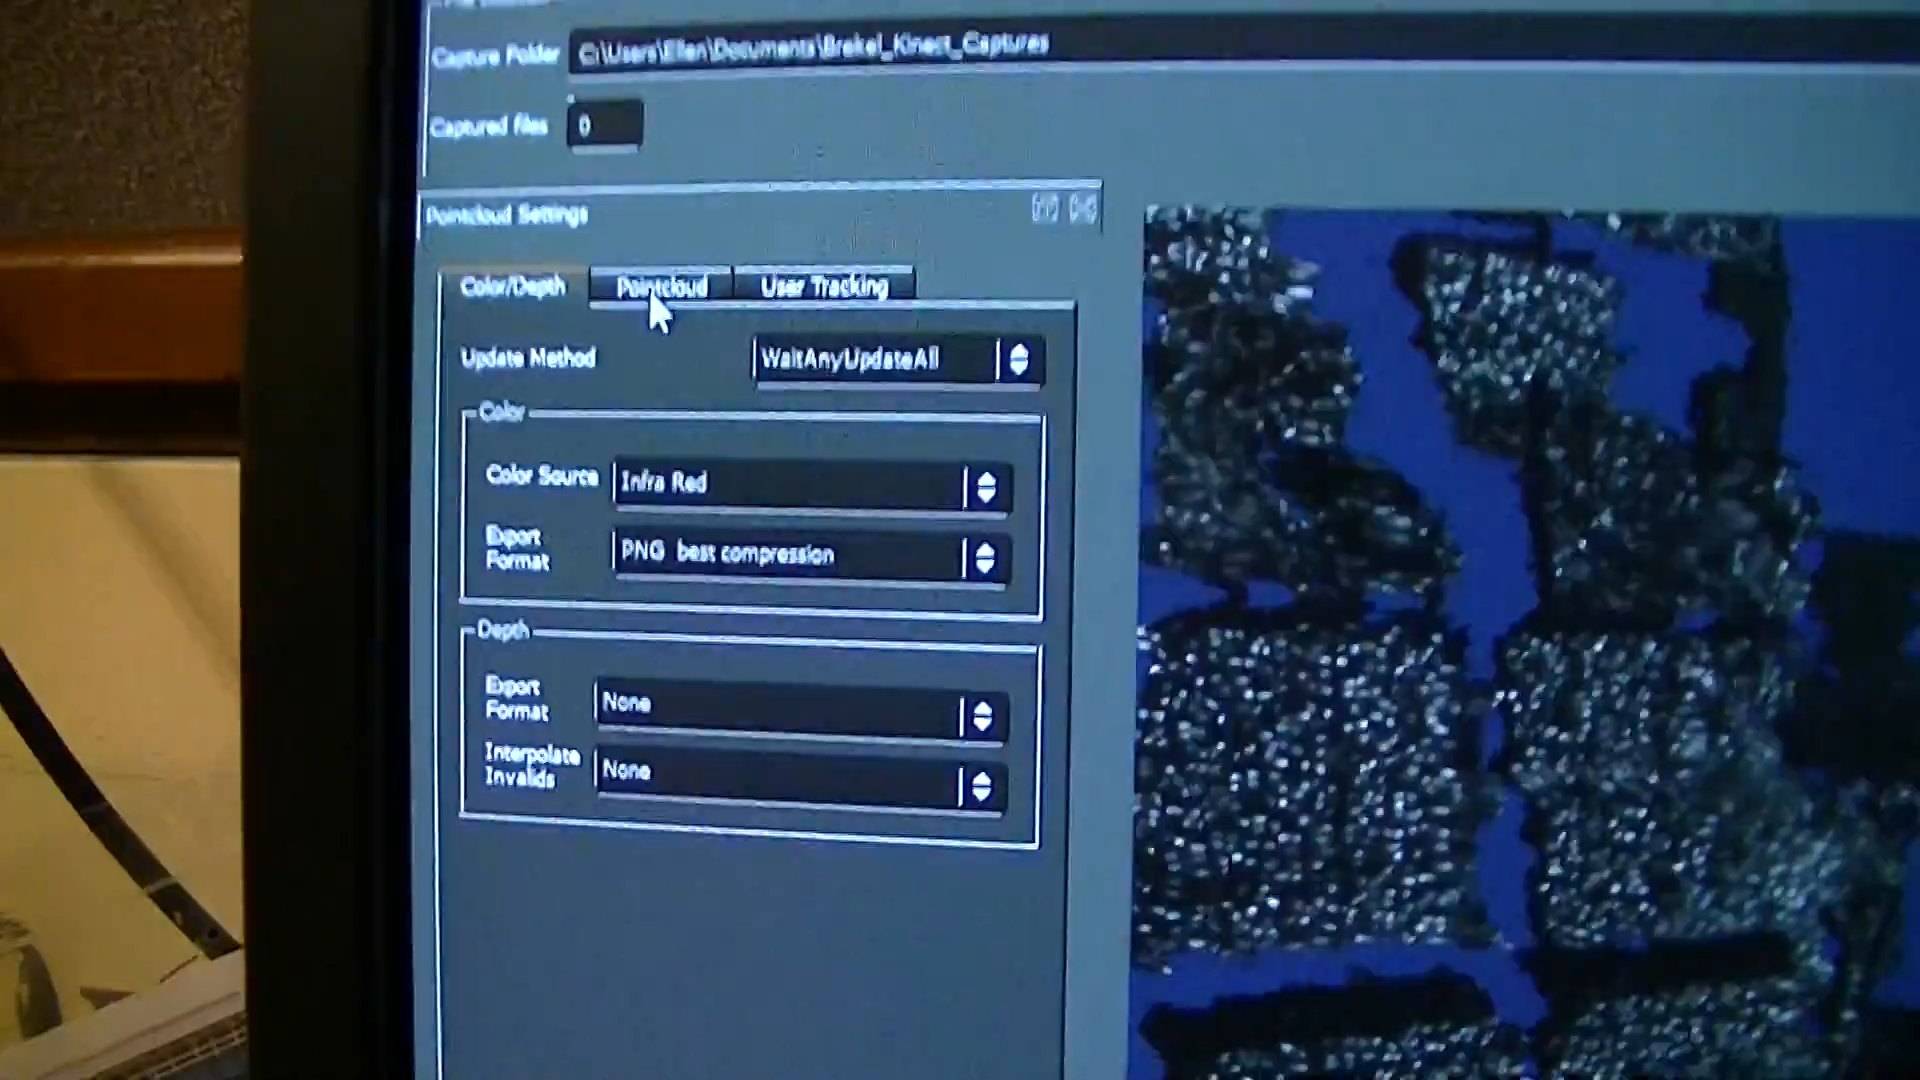 Capture Folder C:\Users\Ellen\Documents\Brekel_Kinect_Captures
Captured files 0
Pointcloud Settings
Color/Depth Pointcloud User Tracking
Update Method WaitAnyUpdateAll
Color
Color Source Infra Red
Export Format PNG best compression
Depth
Export Format None
Interpolate Invalids None